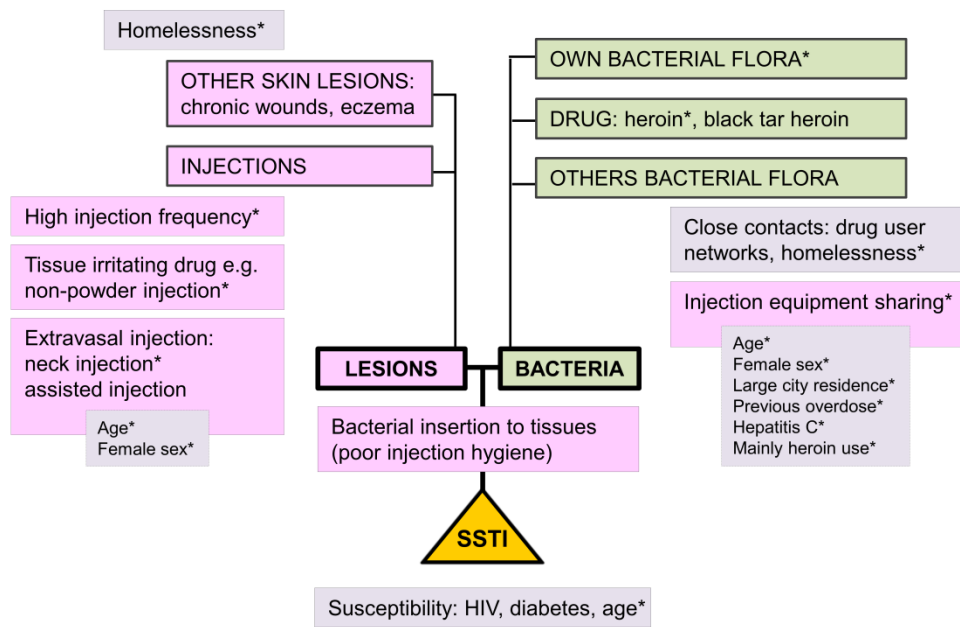 Homelessness*
OTHER SKIN LESIONS:
chronic wounds, eczema
INJECTIONS
High injection frequency*
Tissue irritating drug e.g.
non-powder injection*
Extravasal injection:
neck injection*
assisted injection
Age*
Female sex*
OWN BACTERIAL FLORA*
DRUG: heroin*, black tar heroin
OTHERS BACTERIAL FLORA
Close contacts: drug user
networks, homelessness*
Injection equipment sharing*
Age*
Female sex*
Large city residence*
Previous overdose*
Hepatitis C*
Mainly heroin use*
LESIONS
BACTERIA
Bacterial insertion to tissues
(poor injection hygiene)
SSTI
Susceptibility: HIV, diabetes, age*